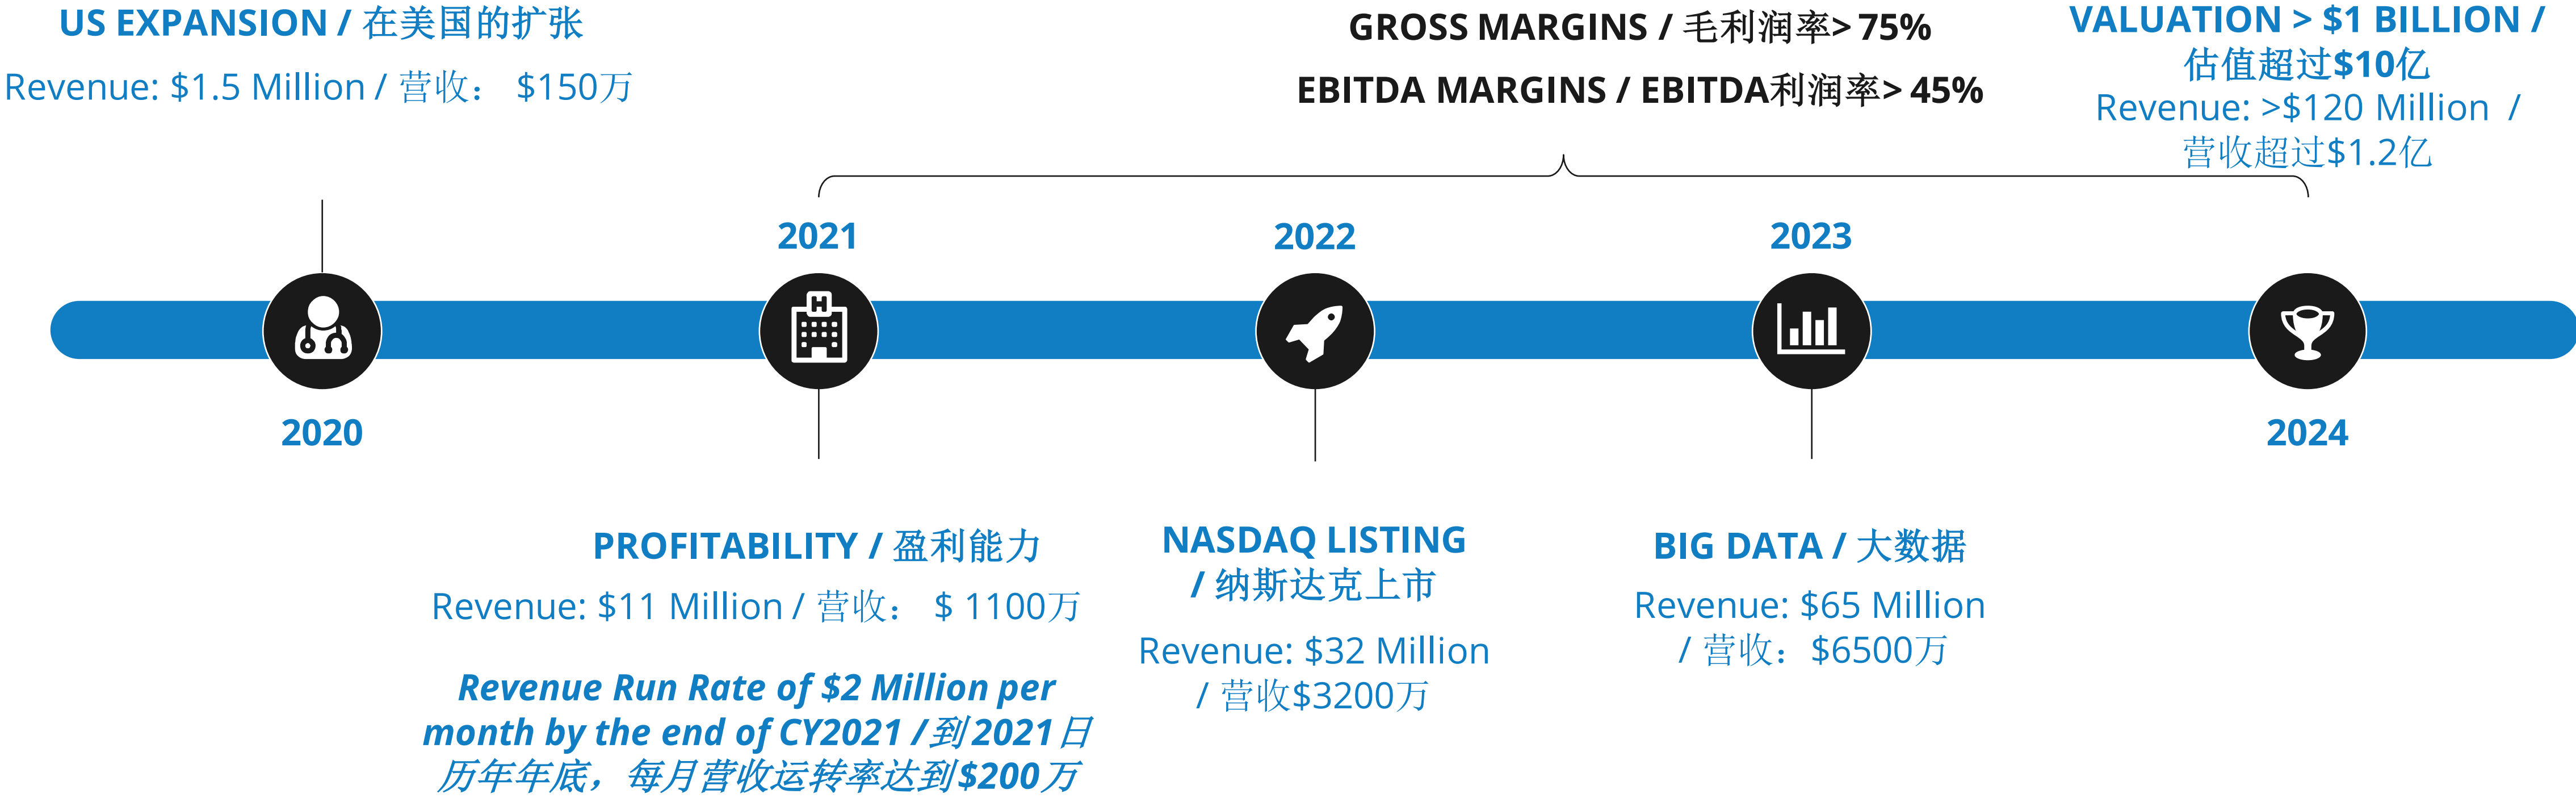 US EXPANSION / 在美国的扩张
Revenue: $1.5 Million / 营收： $150万
GROSS MARGINS / 毛利润率> 75%
EBITDA MARGINS / EBITDA利润率> 45%
VALUATION > $1 BILLION /
估值超过$10亿
Revenue: >$120 Million /
营收超过$1.2亿
2021
2022
2023
H
2020
2024
PROFITABILITY / 盈利能力
Revenue: $11 Million / 营收： $ 1100万
Revenue Run Rate of $2 Million per
month by the end of CY2021 /到2021日
历年年底，每月营收运转率达到$200万
NASDAQ LISTING
/ 纳斯达克上市
Revenue: $32 Million
/ 营收$3200万
BIG DATA / 大数据
Revenue: $65 Million
/ 营收：$6500万